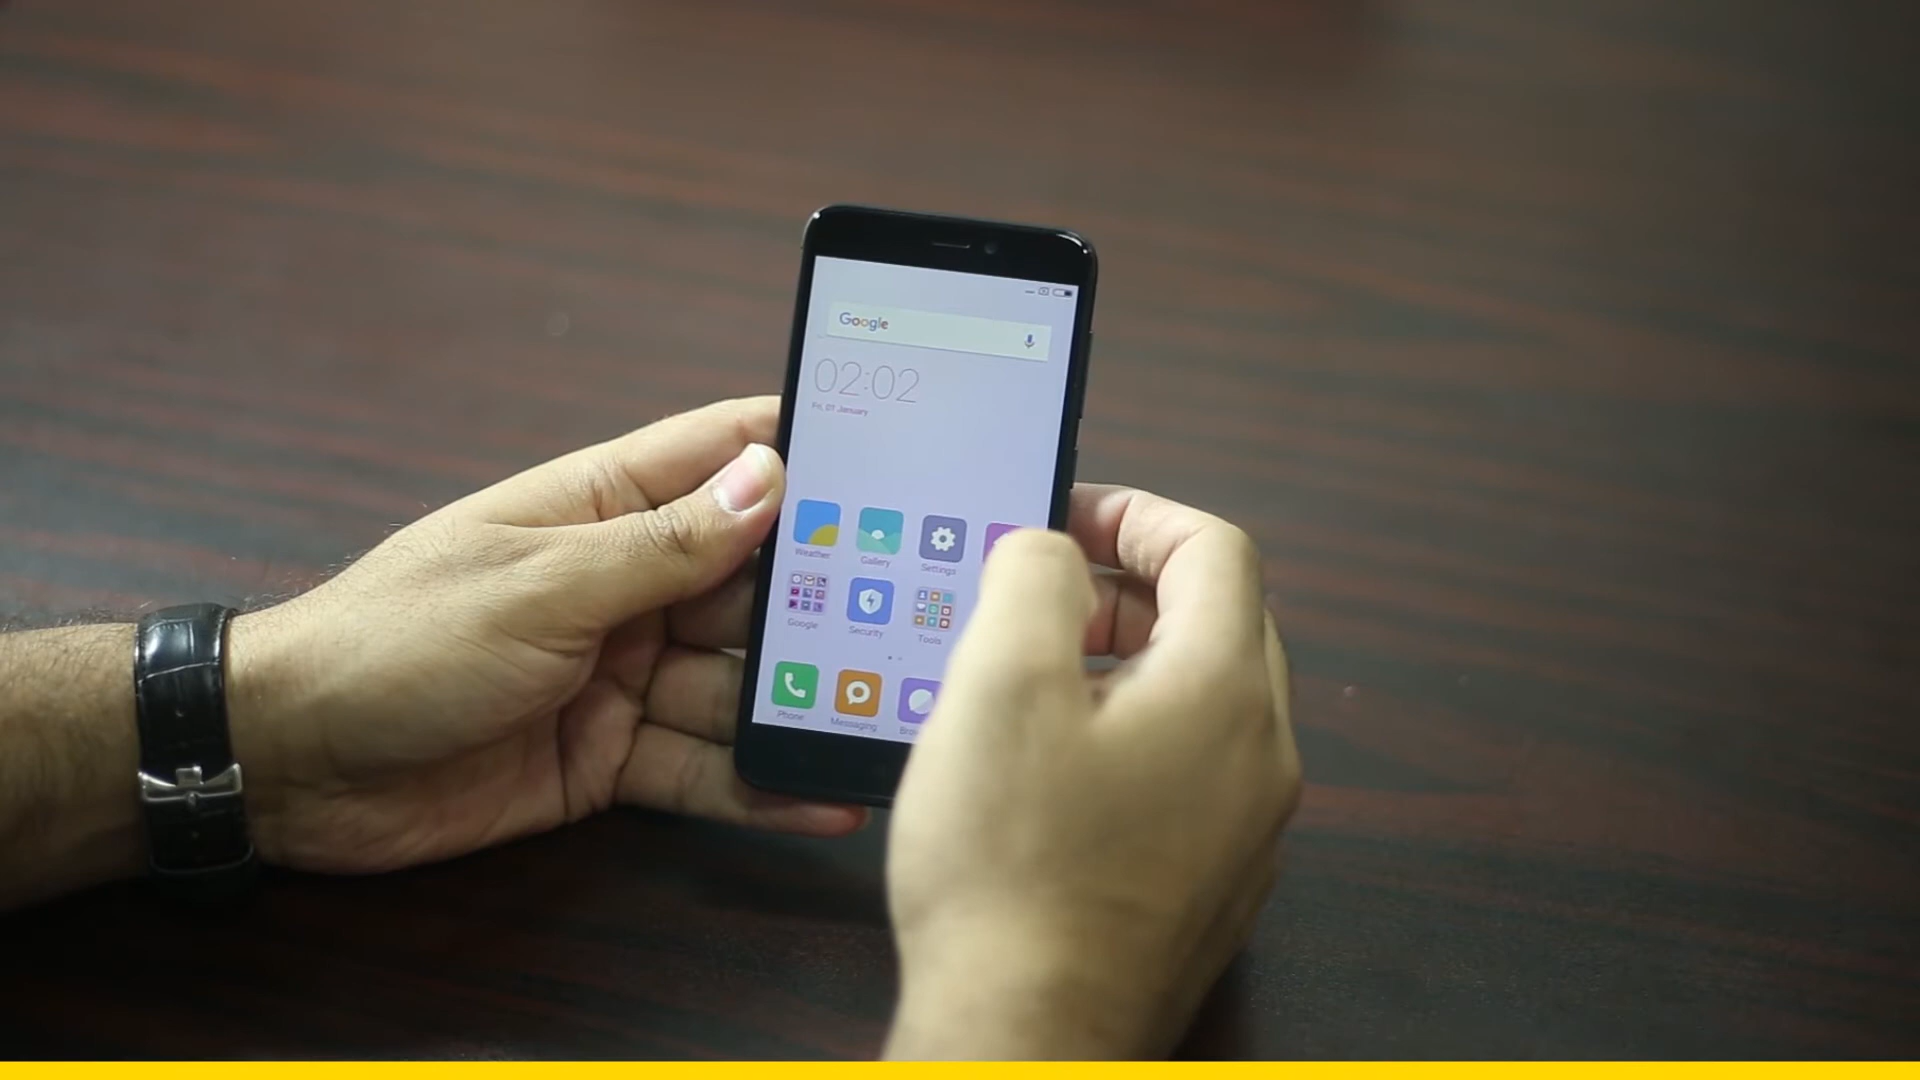 Google
02:02
Fri, 01 January
Weather
Gallery
Settings
Google
Security
Tools
Phone
Messaging